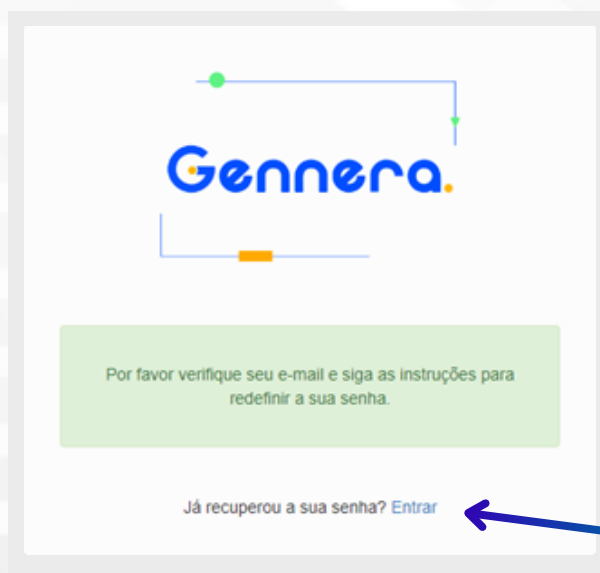 Gennera.
Por favor verifique seu e-mail e siga as instruções para
redefinir a sua senha.
Já recuperou a sua senha? Entrar